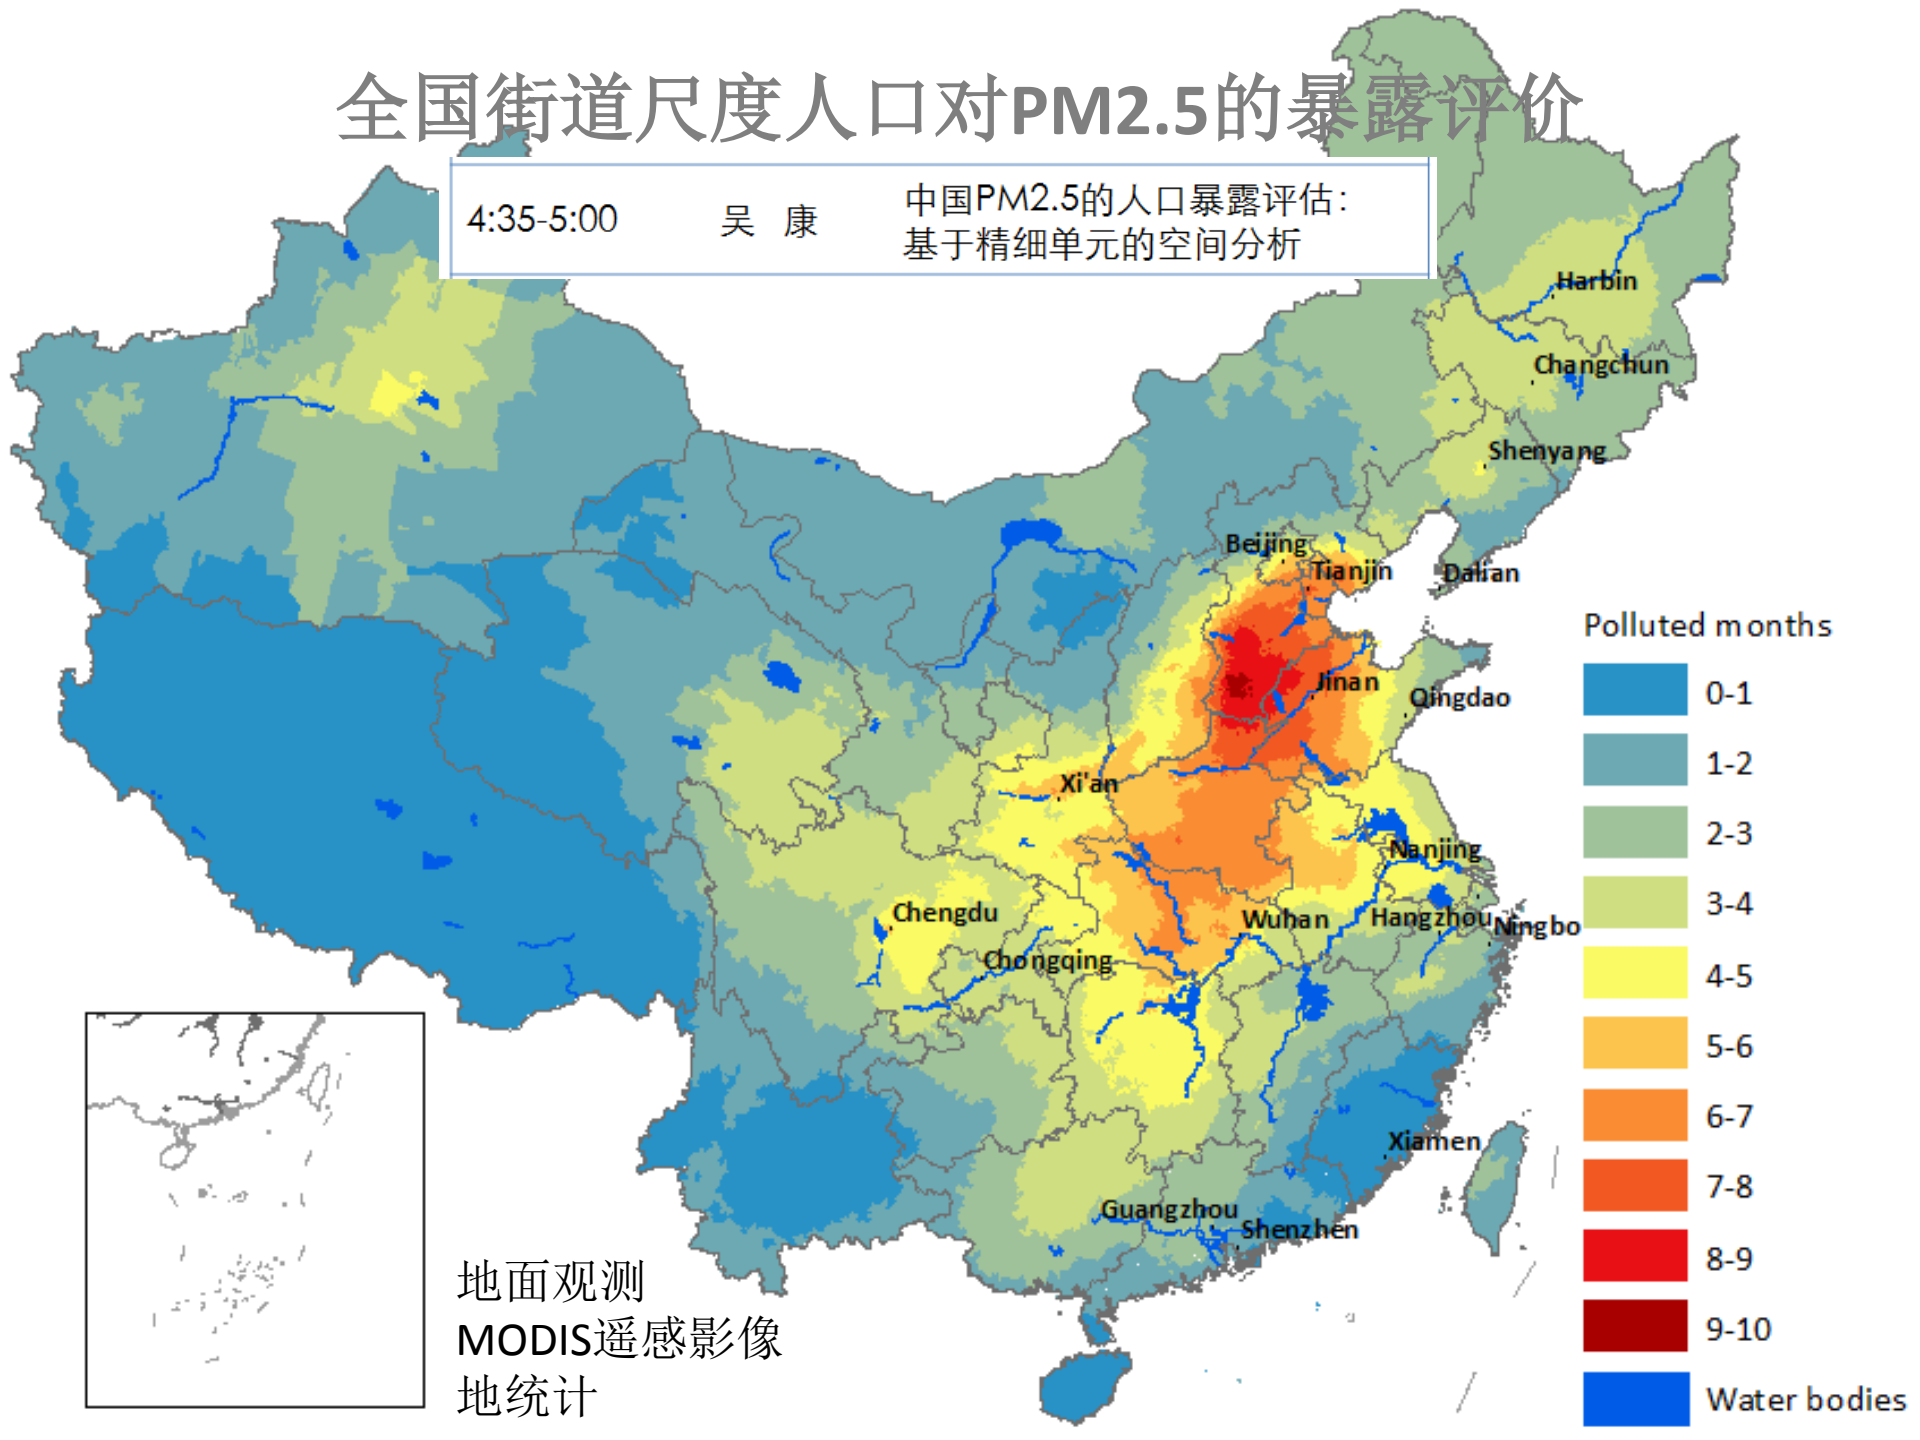 全国街道尺度人口对PM2.5的暴露评价
4:35-5:00 吴 康 中国PM2.5的人口暴露评估：
基于精细单元的空间分析
Harbin
Changchun
Shenyang
Beijing
Tianjin
Dalian
Jinan
Qingdao
Xi'an
Nanjing
Chengdu
Wuhan
Hangzhou
Ningbo
Chongqing
Xiamen
Guangzhou
Shenzhen
Polluted months
0-1
1-2
2-3
3-4
4-5
5-6
6-7
7-8
8-9
9-10
Water bodies
地面观测
MODIS遥感影像
地统计